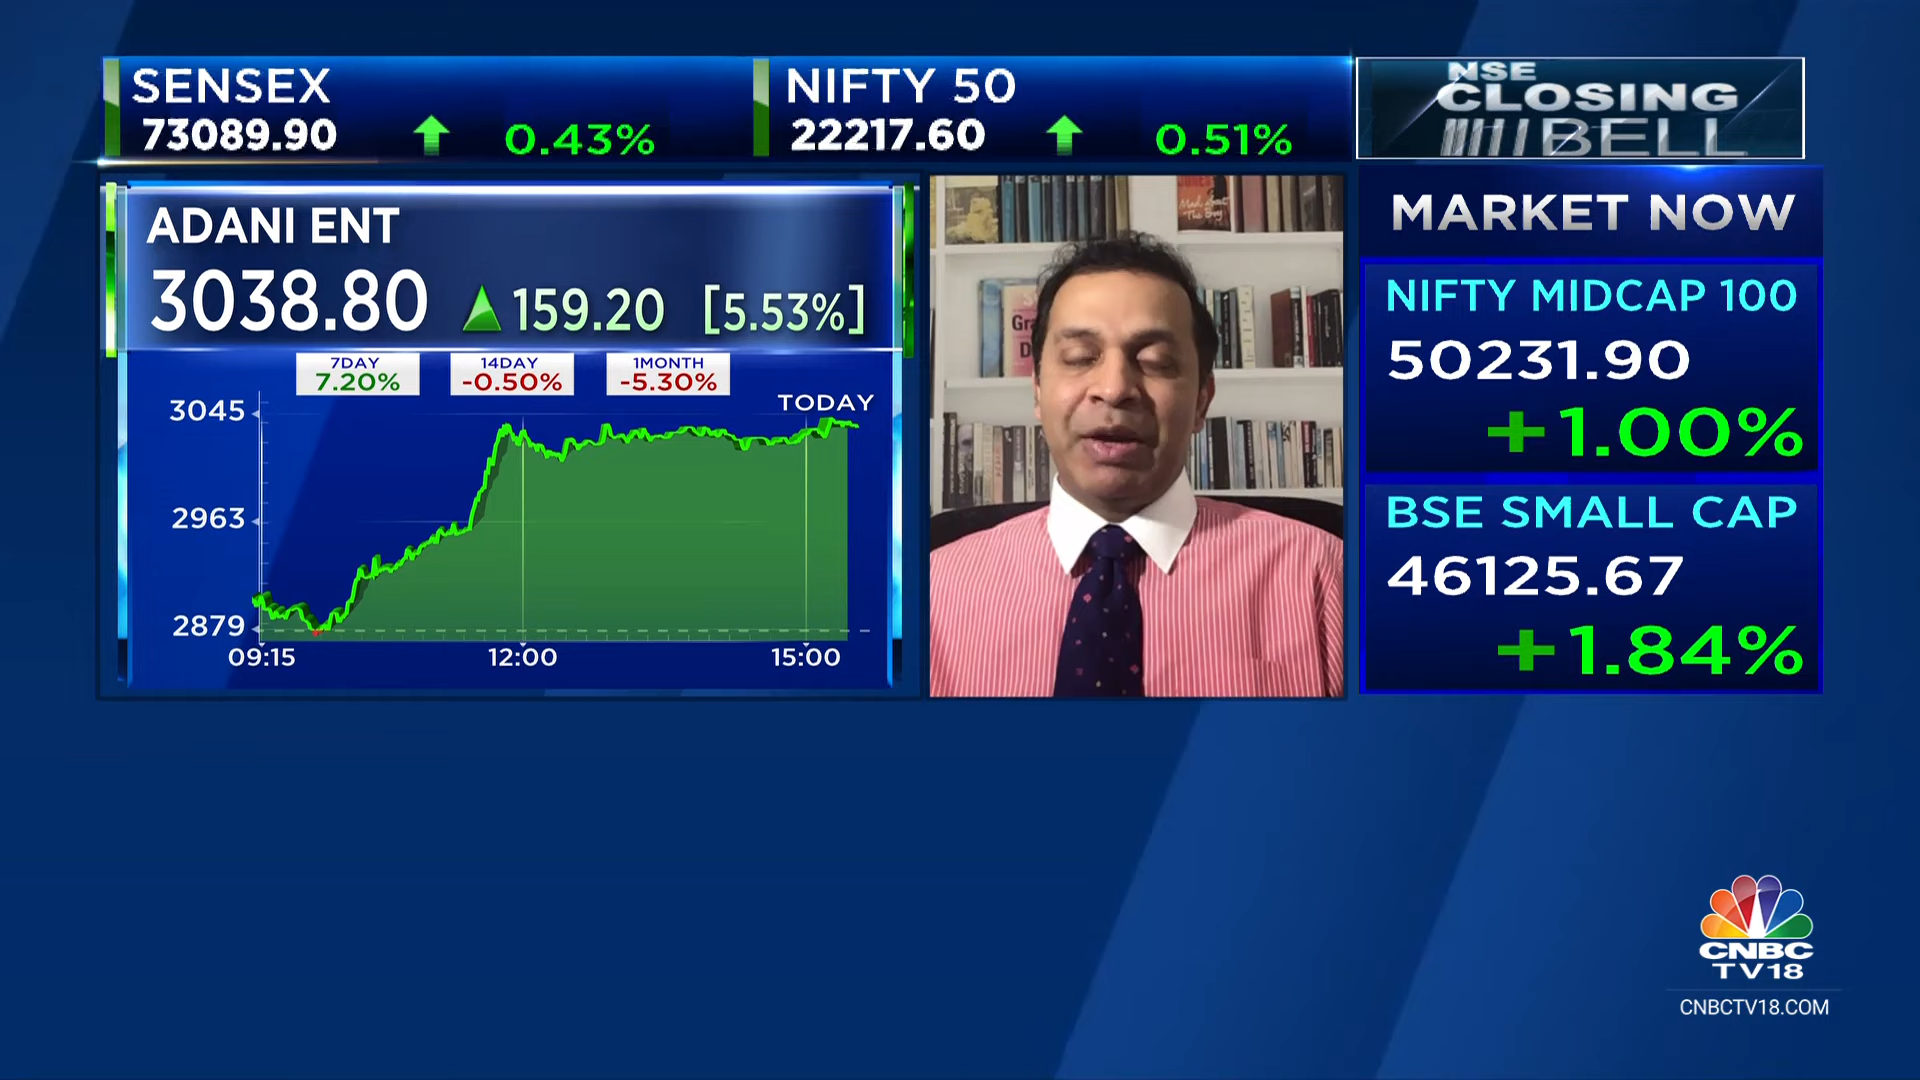 SENSEX
73089.90 0.43%
NIFTY 50
22217.60 0.51%
NSE
CLOSING
BELL
ADANI ENT
3038.80 159.20 [5.53%]
7DAY
7.20%
14DAY
-0.50%
1MONTH
-5.30%
TODAY
3045
2963
2879
09:15 12:00 15:00
MARKET NOW
NIFTY MIDCAP 100
50231.90
+1.00%
BSE SMALL CAP
46125.67
+1.84%
CNBC
TV18
CNBCTV18.COM